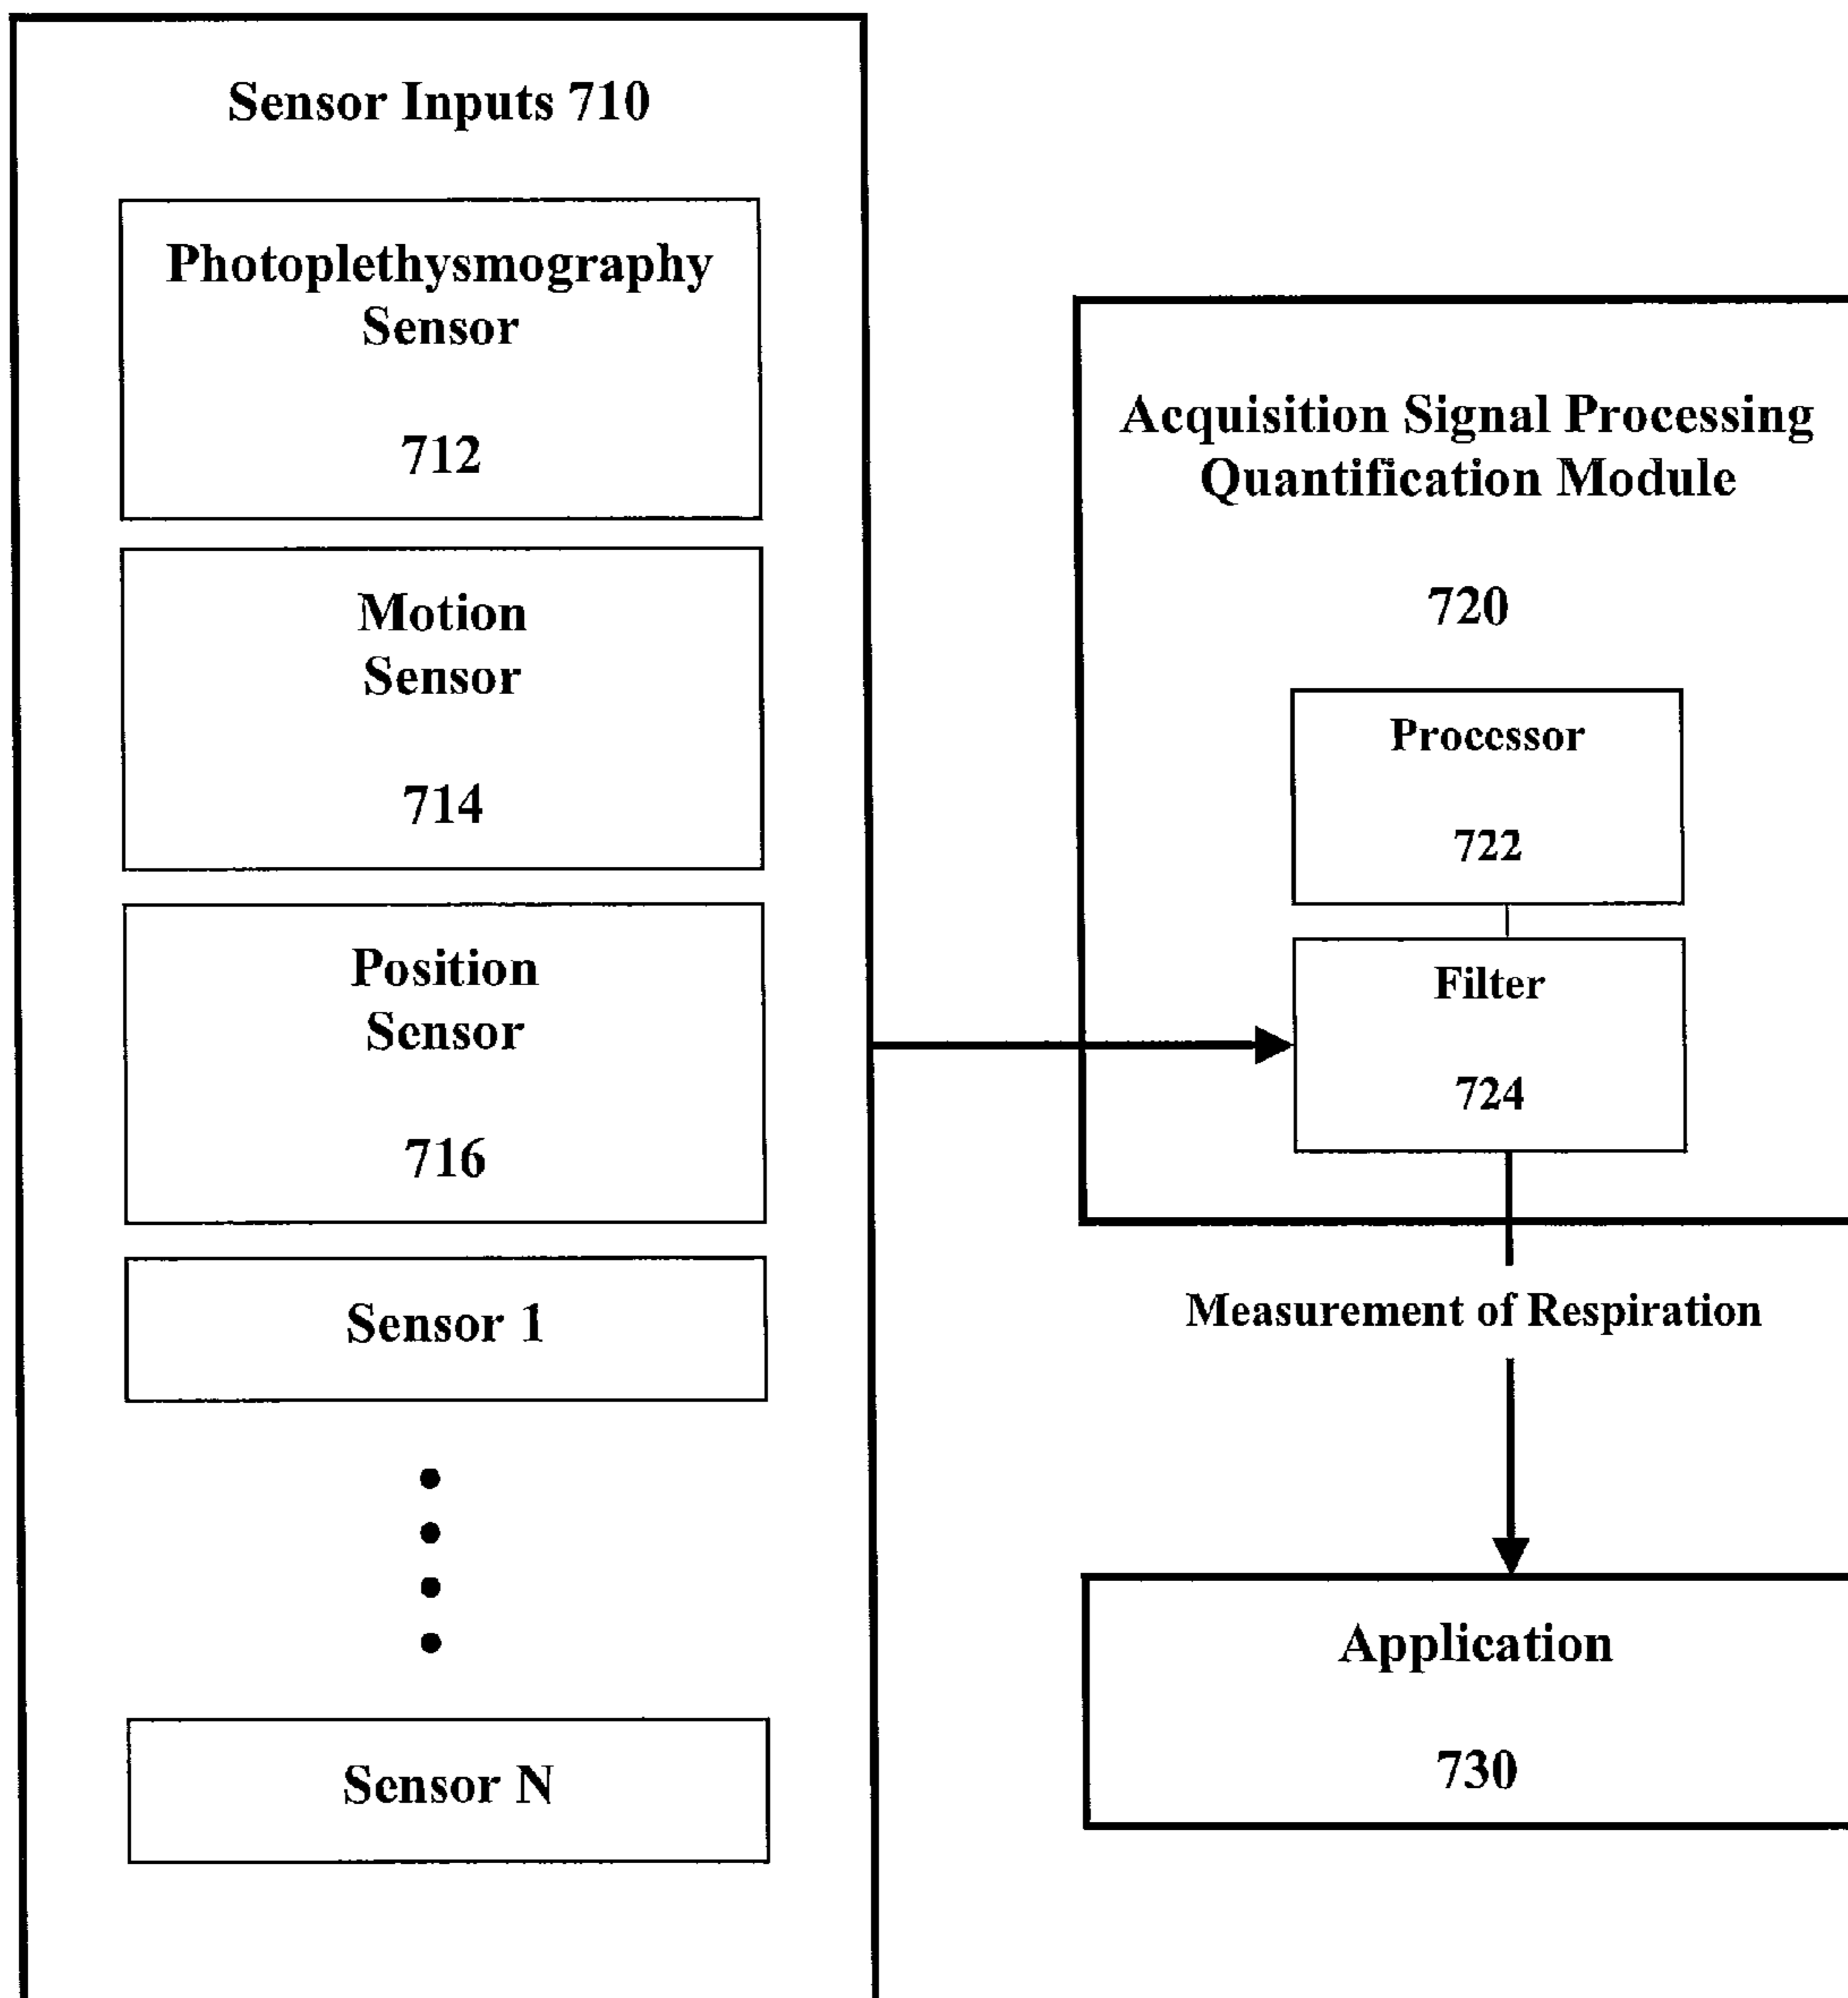 Sensor Inputs 710
Photoplethysmography
Sensor
712
Motion
Sensor
714
Position
Sensor
716
Sensor 1
Sensor N
Acquisition Signal Processing
Quantification Module
720
Processor
722
Filter
724
Measurement of Respiration
Application
730